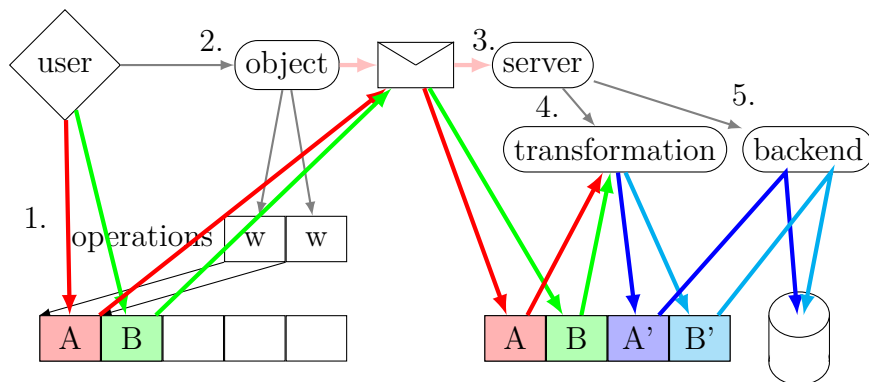 2.
3.
user
object
server
4.
5.
transformation
backend
1.
operations
w
w
A
B
A
B
A'
B'